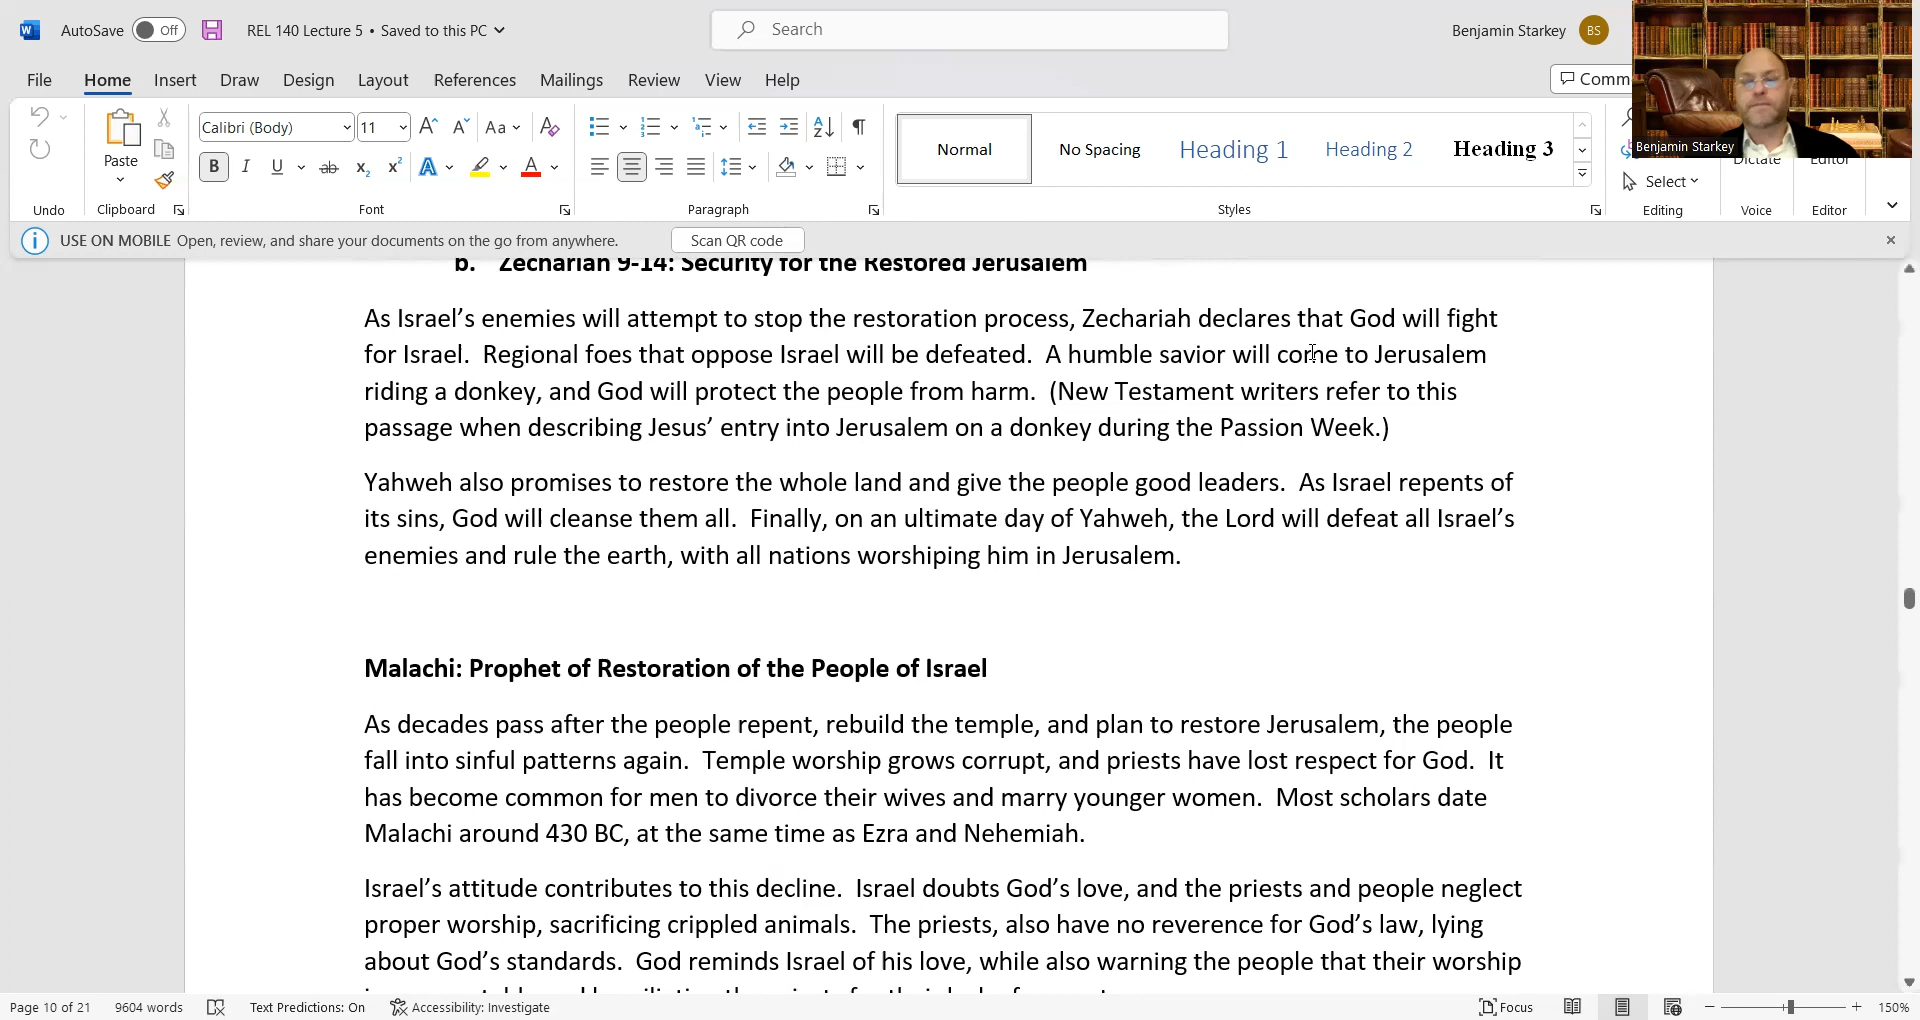 AutoSave Off REL 140 Lecture 5 • Saved to this PC Search Benjamin Starkey BS
File Home Insert Draw Design Layout References Mailings Review View Help Comm
Calibri (Body) 11 Aa Normal No Spacing Heading 1 Heading 2 Heading 3
Paste B I U ab x2 x2 A A Select Dictate Editor
Benjamin Starkey
Undo Clipboard Font Paragraph Styles Editing Voice Editor
USE ON MOBILE Open, review, and share your documents on the go from anywhere. Scan QR code
b. Zechariah 9-14: Security for the Restored Jerusalem
As Israel’s enemies will attempt to stop the restoration process, Zechariah declares that God will fight
for Israel. Regional foes that oppose Israel will be defeated. A humble savior will come to Jerusalem
riding a donkey, and God will protect the people from harm. (New Testament writers refer to this
passage when describing Jesus’ entry into Jerusalem on a donkey during the Passion Week.)
Yahweh also promises to restore the whole land and give the people good leaders. As Israel repents of
its sins, God will cleanse them all. Finally, on an ultimate day of Yahweh, the Lord will defeat all Israel’s
enemies and rule the earth, with all nations worshiping him in Jerusalem.
Malachi: Prophet of Restoration of the People of Israel
As decades pass after the people repent, rebuild the temple, and plan to restore Jerusalem, the people
fall into sinful patterns again. Temple worship grows corrupt, and priests have lost respect for God. It
has become common for men to divorce their wives and marry younger women. Most scholars date
Malachi around 430 BC, at the same time as Ezra and Nehemiah.
Israel’s attitude contributes to this decline. Israel doubts God’s love, and the priests and people neglect
proper worship, sacrificing crippled animals. The priests, also have no reverence for God’s law, lying
about God’s standards. God reminds Israel of his love, while also warning the people that their worship
Page 10 of 21 9604 words Text Predictions: On Accessibility: Investigate Focus 150%